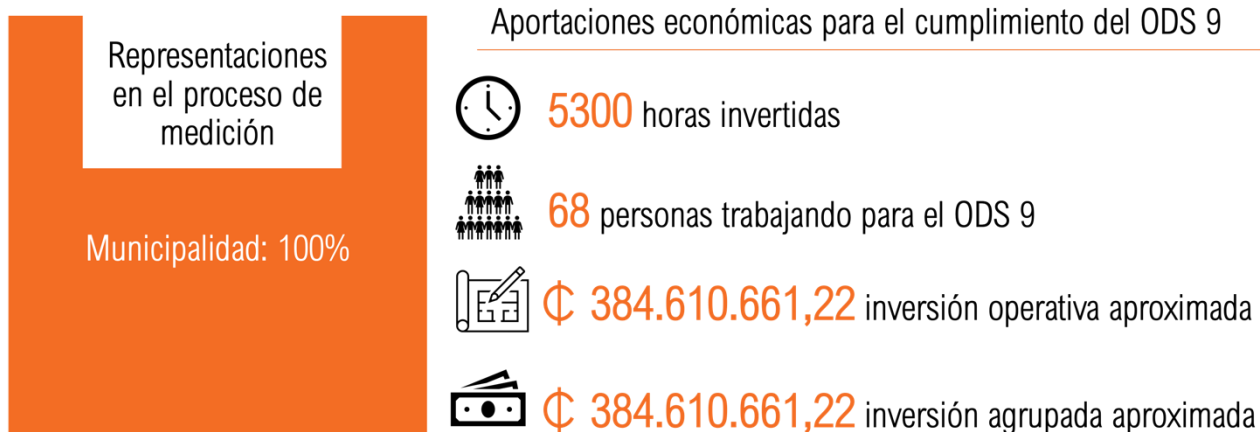 Representaciones
en el proceso de
medición
Municipalidad: 100%
Aportaciones económicas para el cumplimiento del ODS 9
5300 horas invertidas
68 personas trabajando para el ODS 9
₡ 384.610.661,22 inversión operativa aproximada
₡ 384.610.661,22 inversión agrupada aproximada